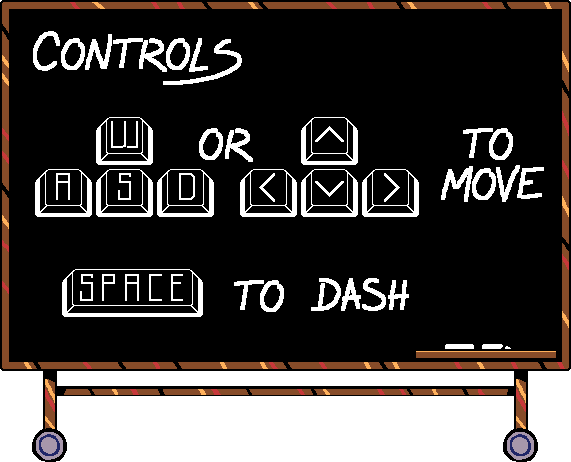 CONTROLS
W OR ^ TO
A S D < v > MOVE
SPACE TO DASH